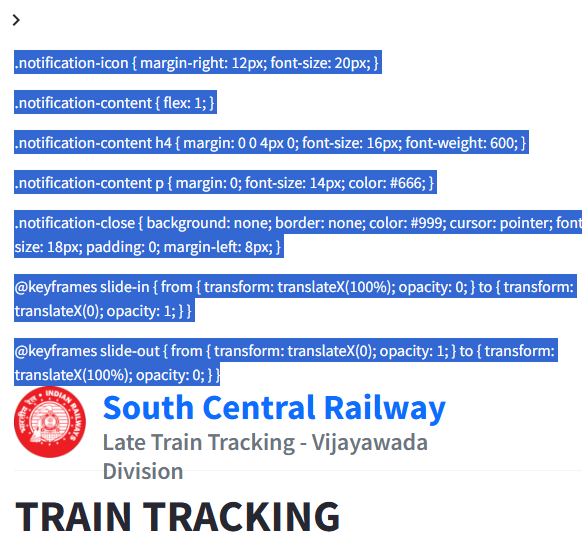 .notification-icon { margin-right: 12px; font-size: 20px; }
.notification-content { flex: 1; }
.notification-content h4 { margin: 0 0 4px 0; font-size: 16px; font-weight: 600; }
.notification-content p { margin: 0; font-size: 14px; color: #666; }
.notification-close { background: none; border: none; color: #999; cursor: pointer; font
size: 18px; padding: 0; margin-left: 8px; }
@keyframes slide-in { from { transform: translateX(100%); opacity: 0; } to { transform:
translateX(0); opacity: 1; } }
@keyframes slide-out { from { transform: translateX(0); opacity: 1; } to { transform:
translateX(100%); opacity: 0; } }
भारतीय रेल
INDIAN RAILWAYS
South Central Railway
Late Train Tracking - Vijayawada
Division
TRAIN TRACKING